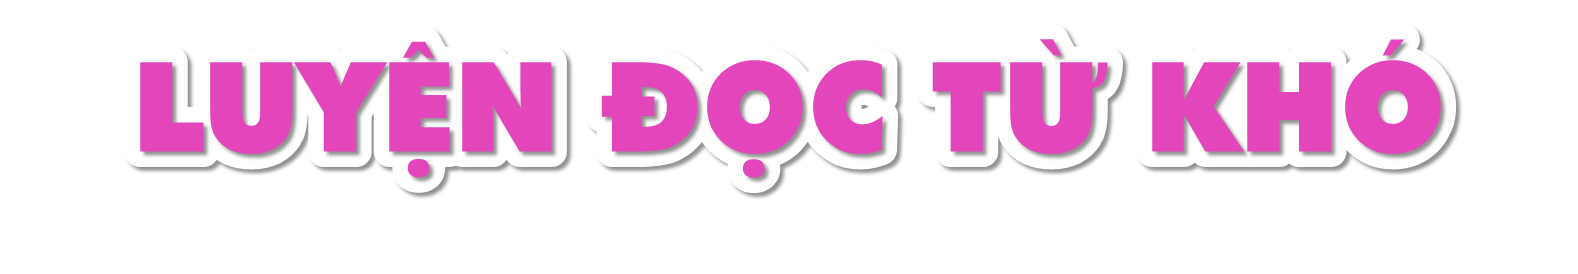 LUYỆN ĐỌC TỪ KHÓ